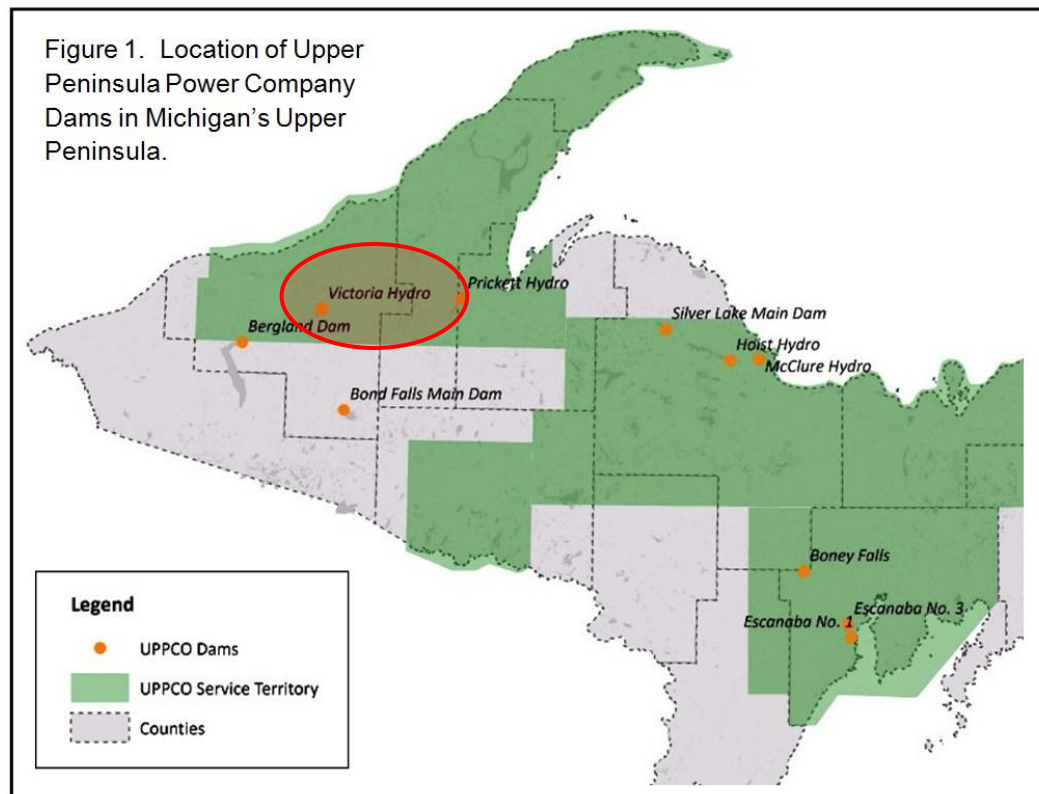 Figure 1.  Location of Upper
Peninsula Power Company
Dams in Michigan's Upper
Peninsula.
Prickett Hydro
Victoria Hydro
Silver Lake Main Dam
Bergland Dam
Hoist Hydro
McClure Hydro
Bond Falls Main Dam
Boney Falls
Escanaba No. 3
Escanaba No. 1
Legend
UPPCO Dams
UPPCO Service Territory
Counties